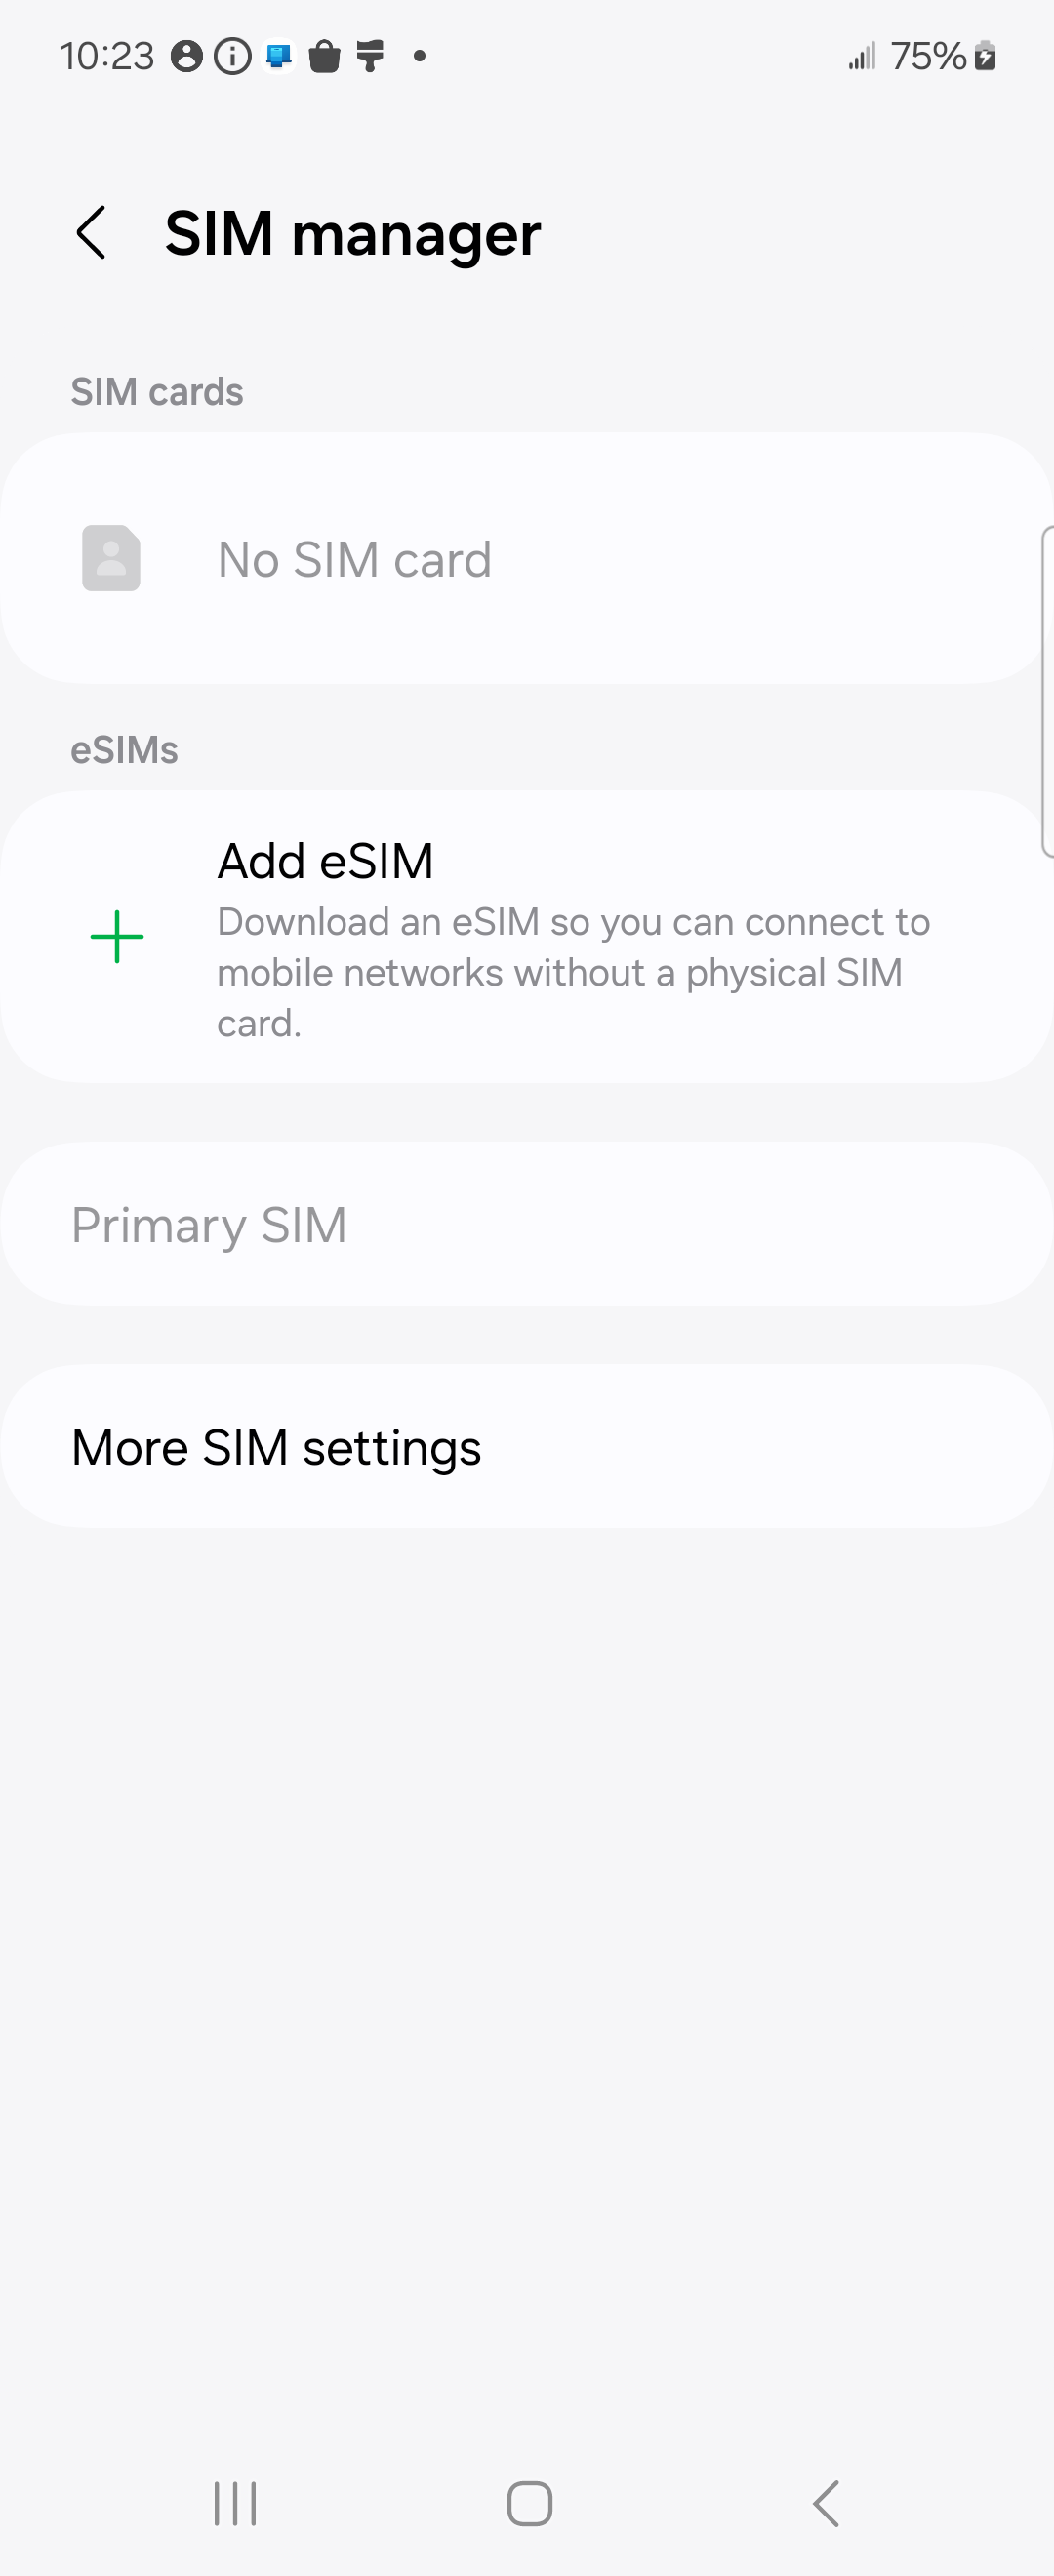 10:23
75%
SIM manager
SIM cards
No SIM card
eSIMs
Add eSIM
Download an eSIM so you can connect to
mobile networks without a physical SIM
card.
Primary SIM
More SIM settings